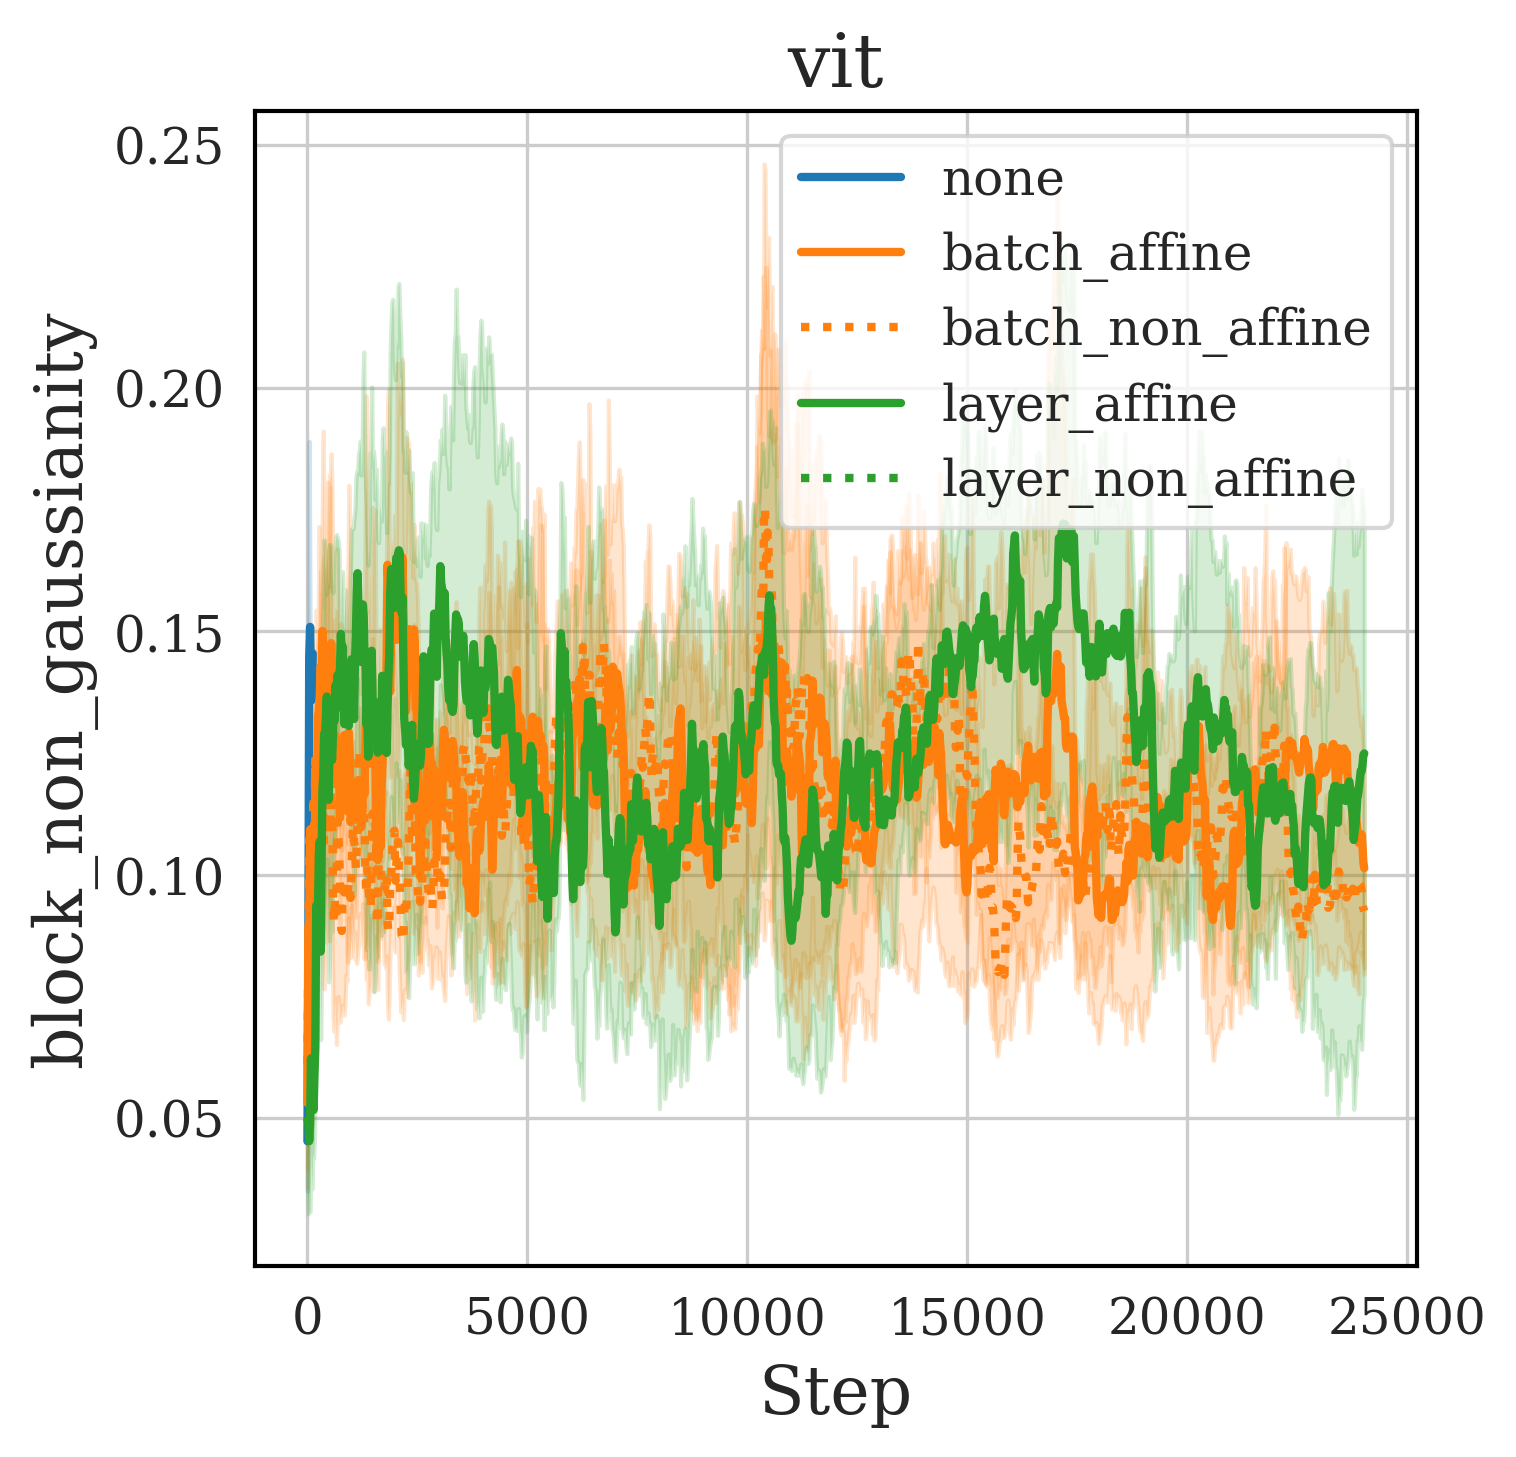 vit
block_non_gaussianity
0.25
0.20
0.15
0.10
0.05
none
batch_affine
batch_non_affine
layer_affine
layer_non_affine
0 5000 10000 15000 20000 25000
Step